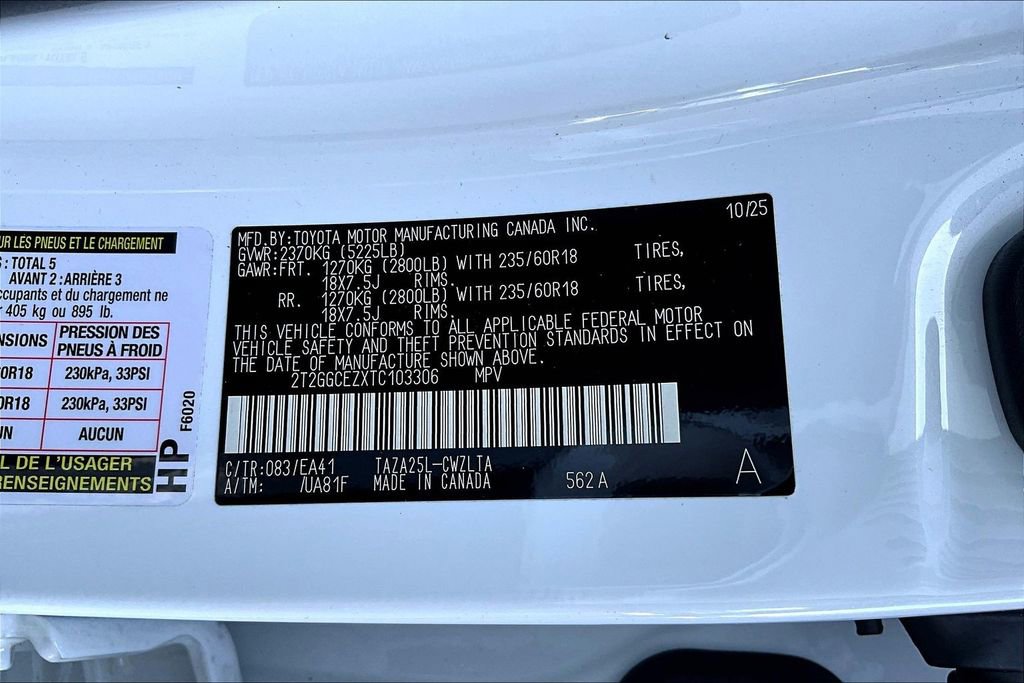 UR LES PNEUS ET LE CHARGEMENT
: TOTAL 5
AVANT 2 : ARRIÈRE 3
ccupants et du chargement ne
405 kg ou 895 lb.
NSIONS PRESSION DES PNEUS À FROID
0R18 230kPa, 33PSI
0R18 230kPa, 33PSI
UN AUCUN
L DE L'USAGER
RENSEIGNEMENTS
HP F6020
10/25
MFD.BY:TOYOTA MOTOR MANUFACTURING CANADA INC.
GVWR:2370KG (5225LB)
GAWR:FRT. 1270KG (2800LB) WITH 235/60R18 TIRES,
18X7.5J RIMS.
RR. 1270KG (2800LB) WITH 235/60R18 TIRES,
18X7.5J RIMS.
THIS VEHICLE CONFORMS TO ALL APPLICABLE FEDERAL MOTOR
VEHICLE SAFETY AND THEFT PREVENTION STANDARDS IN EFFECT ON
THE DATE OF MANUFACTURE SHOWN ABOVE.
2T2GGCEZXTC103306 MPV
C/TR:083/EA41 TAZA25L-CWZLTA
A/TM: /UA81F MADE IN CANADA 562A A